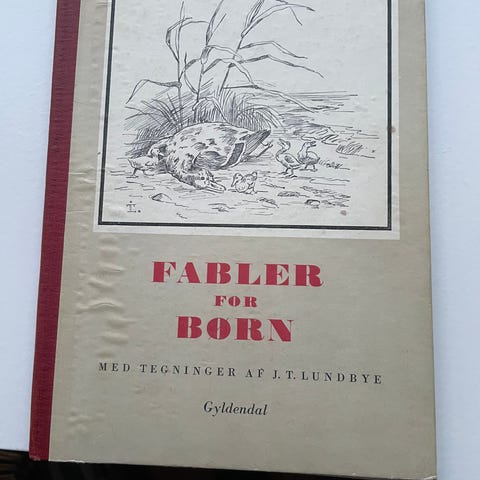 FABLER
FOR
BØRN
MED TEGNINGER AF J. T. LUNDBYE
Gyldendal